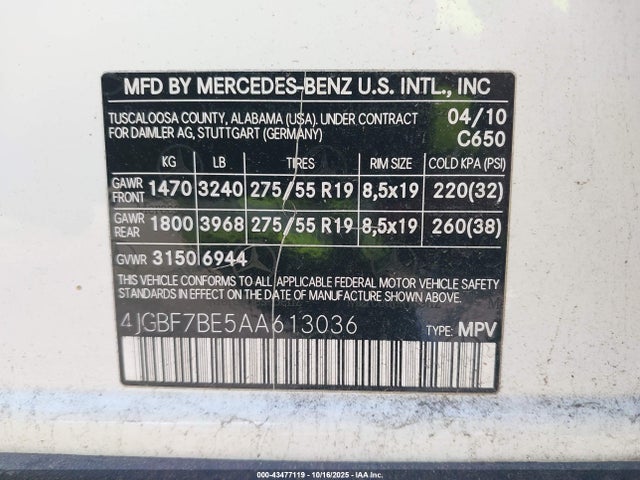 MFD BY MERCEDES-BENZ U.S. INTL., INC
TUSCALOOSA COUNTY, ALABAMA (USA). UNDER CONTRACT 04/10
FOR DAIMLER AG, STUTTGART (GERMANY) C650
KG LB TIRES RIM SIZE COLD KPA (PSI)
GAWR FRONT 1470 3240 275/55 R19 8,5x19 220(32)
GAWR REAR 1800 3968 275/55 R19 8,5x19 260(38)
GVWR 3150 6944
THIS VEHICLE CONFORMS TO ALL APPLICABLE FEDERAL MOTOR VEHICLE SAFETY
STANDARDS IN EFFECT ON THE DATE OF MANUFACTURE SHOWN ABOVE.
4JGBF7BE5AA613036 TYPE: MPV
000-43477119 | 10/16/2025 | IAA Inc.